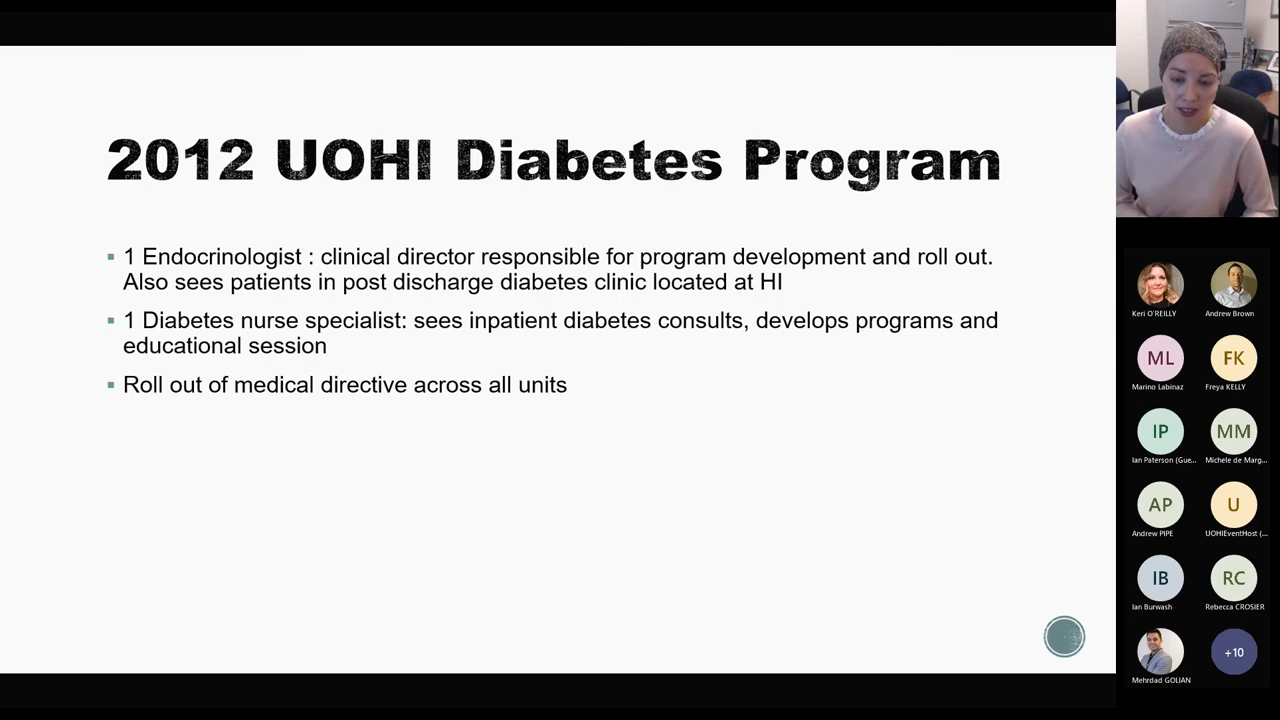 2012 UOHI Diabetes Program
▪ 1 Endocrinologist : clinical director responsible for program development and roll out.
Also sees patients in post discharge diabetes clinic located at HI
▪ 1 Diabetes nurse specialist: sees inpatient diabetes consults, develops programs and
educational session
▪ Roll out of medical directive across all units
Keri O'REILLY
Andrew Brown
ML
FK
Marino Labinaz
Freya KELLY
IP
MM
Ian Paterson (Gue...
Michele de Marg...
AP
U
Andrew PIPE
UOHIEventHost (...
IB
RC
Ian Burwash
Rebecca CROSIER
+10
Mehrdad GOLIAN